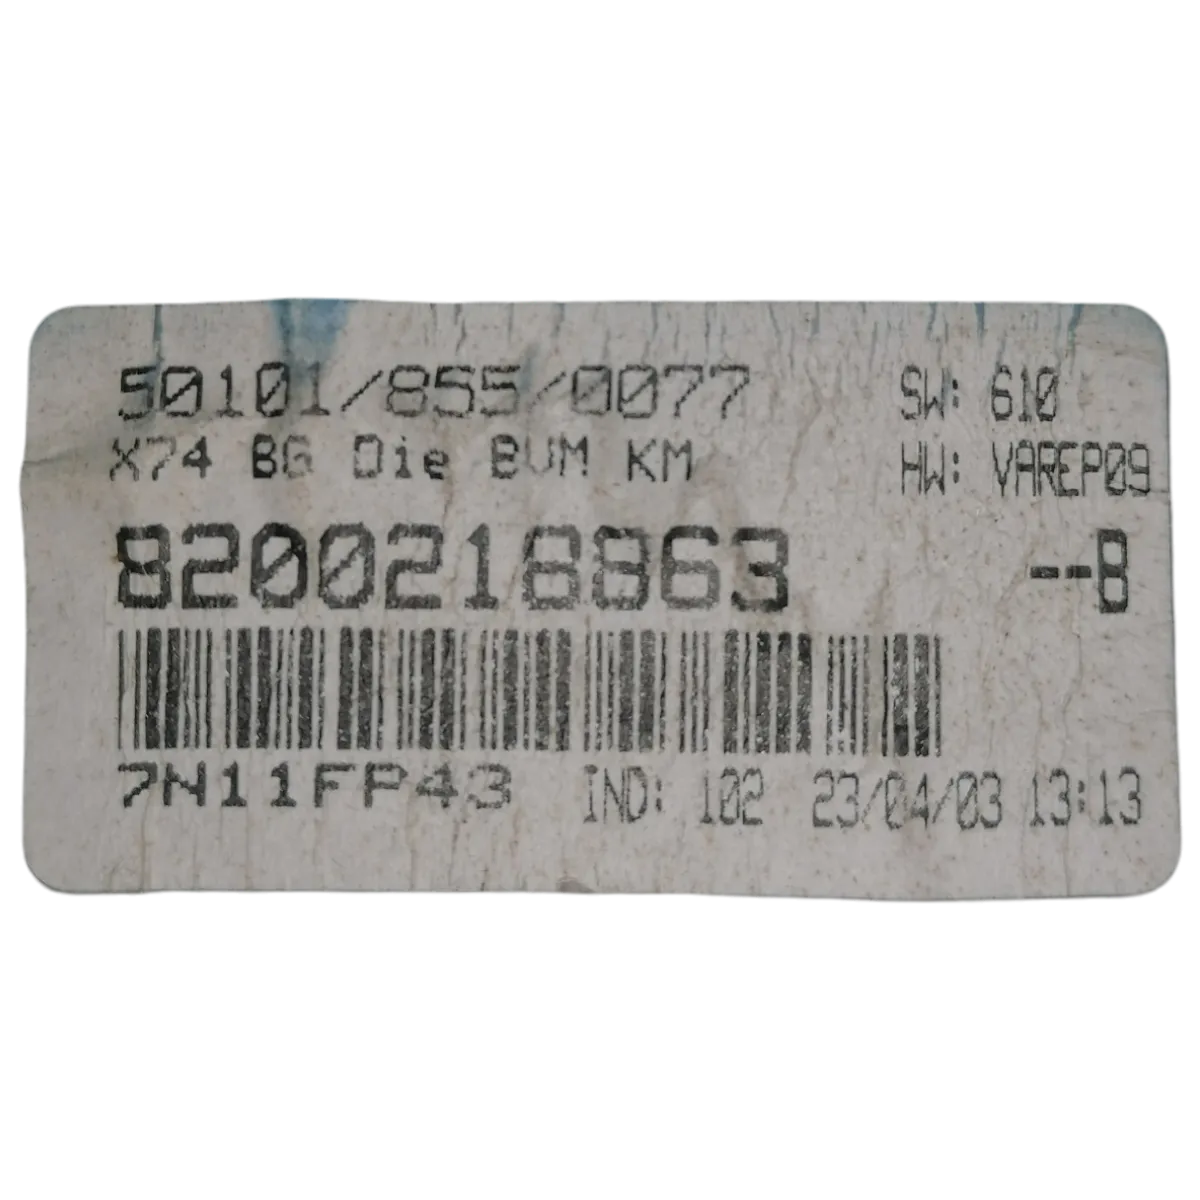 50101/855/0077 SW: 610
X74 BG Die BVM KM HW: VAREP09
8200218863 --B
7N11FP43 IND: 102 23/04/03 13:13